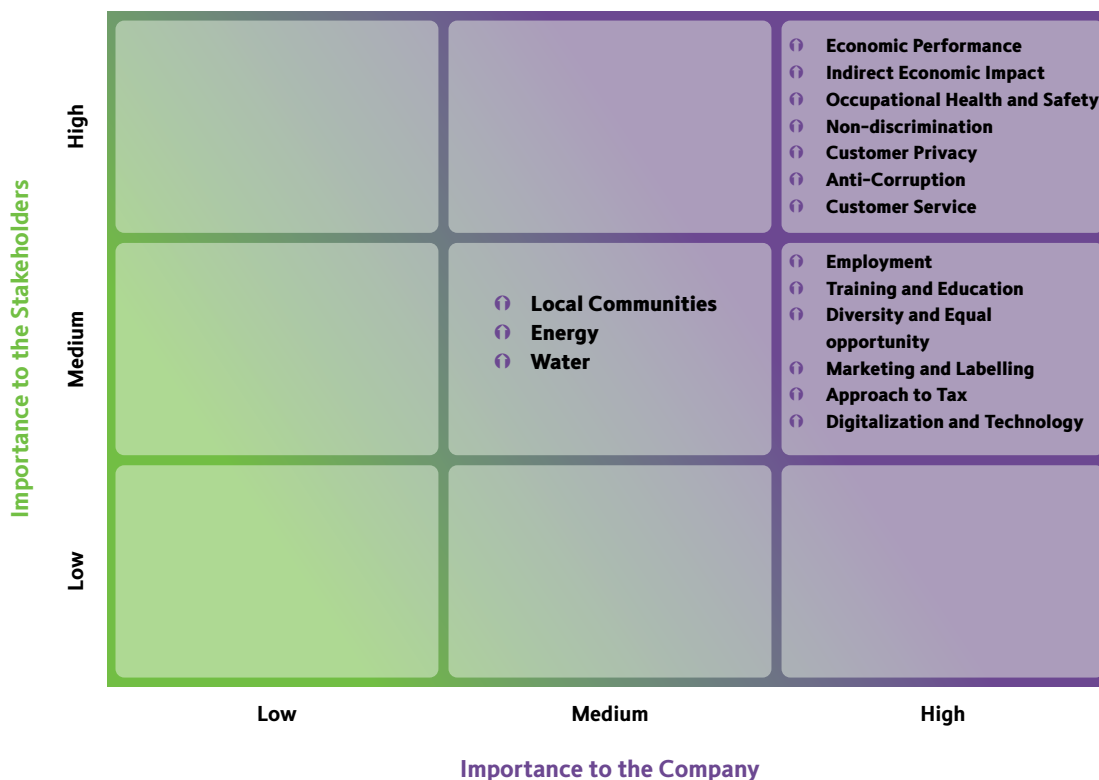 Importance to the Stakeholders
High
Economic Performance
Indirect Economic Impact
Occupational Health and Safety
Non-discrimination
Customer Privacy
Anti-Corruption
Customer Service
Medium
Local Communities
Energy
Water
Employment
Training and Education
Diversity and Equal
opportunity
Marketing and Labelling
Approach to Tax
Digitalization and Technology
Low
Low
Medium
High
Importance to the Company